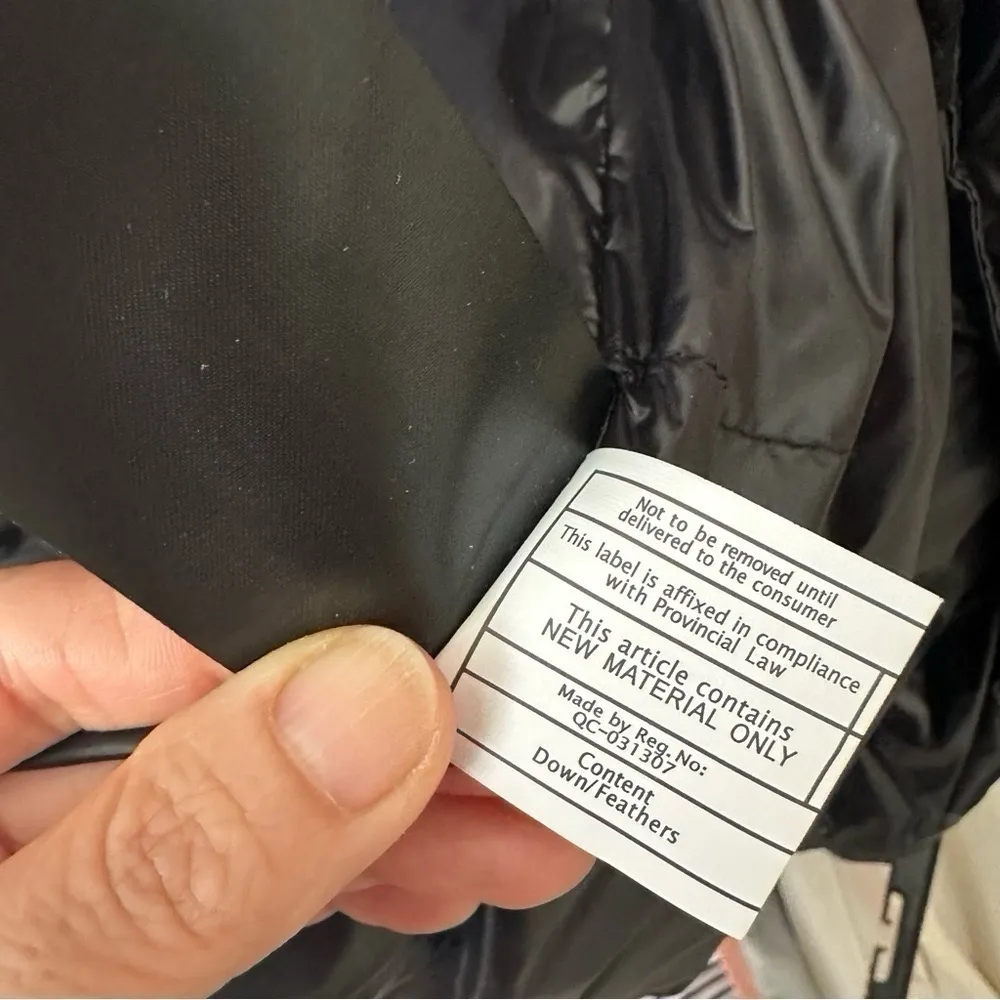 Not to be removed until
delivered to the consumer
This label is affixed in compliance
with Provincial Law
This article contains
NEW MATERIAL ONLY
Made by Reg. No:
QC-031307
Content
Down/Feathers